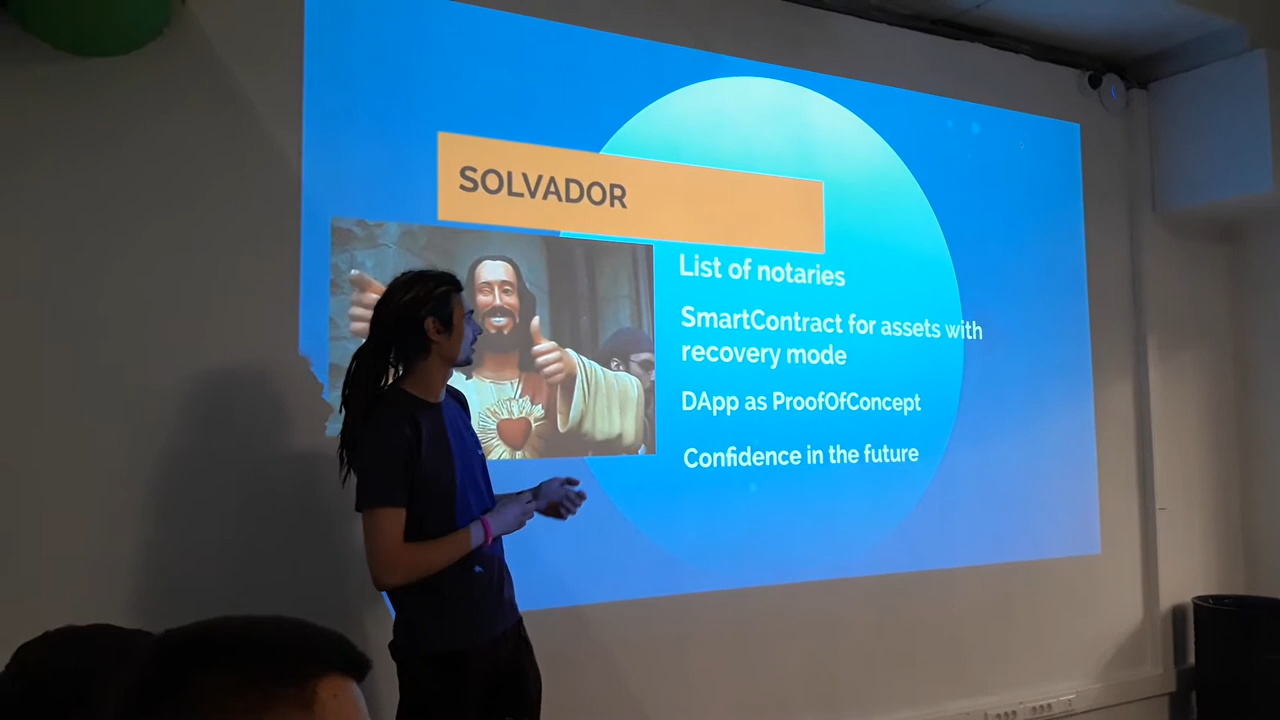 SOLVADOR
List of notaries
SmartContract for assets with
recovery mode
DApp as ProofOfConcept
Confidence in the future